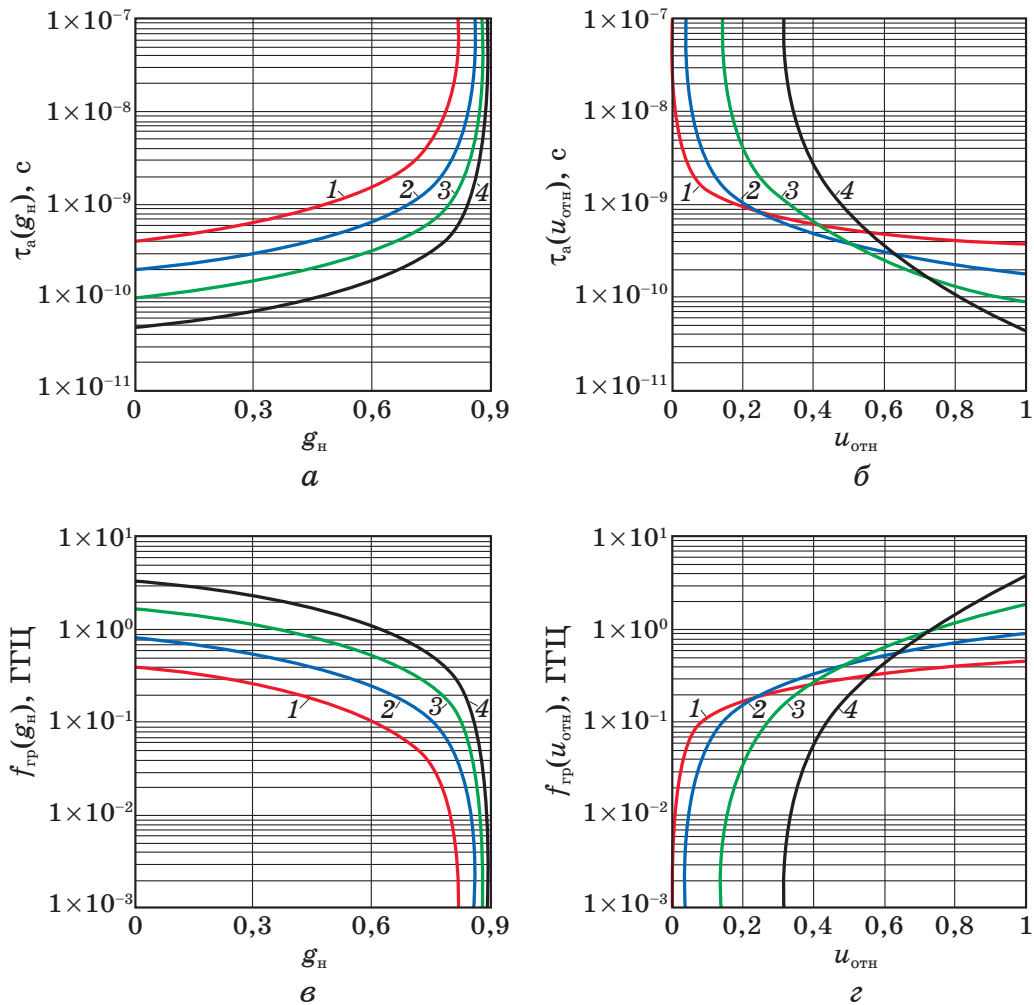 τа(gн), с
1×10⁻⁷
1×10⁻⁸
1×10⁻⁹
1×10⁻¹⁰
1×10⁻¹¹
1
2
3
4
0 0,3 0,6 0,9
gн
а
τа(uотн), с
1×10⁻⁷
1×10⁻⁸
1×10⁻⁹
1×10⁻¹⁰
1×10⁻¹¹
1
2
3
4
0 0,2 0,4 0,6 0,8 1
uотн
б
fгр(gн), ГГЦ
1×10¹
1×10⁰
1×10⁻¹
1×10⁻²
1×10⁻³
1
2
3
4
0 0,3 0,6 0,9
gн
в
fгр(uотн), ГГЦ
1×10¹
1×10⁰
1×10⁻¹
1×10⁻²
1×10⁻³
1
2
3
4
0 0,2 0,4 0,6 0,8 1
uотн
г